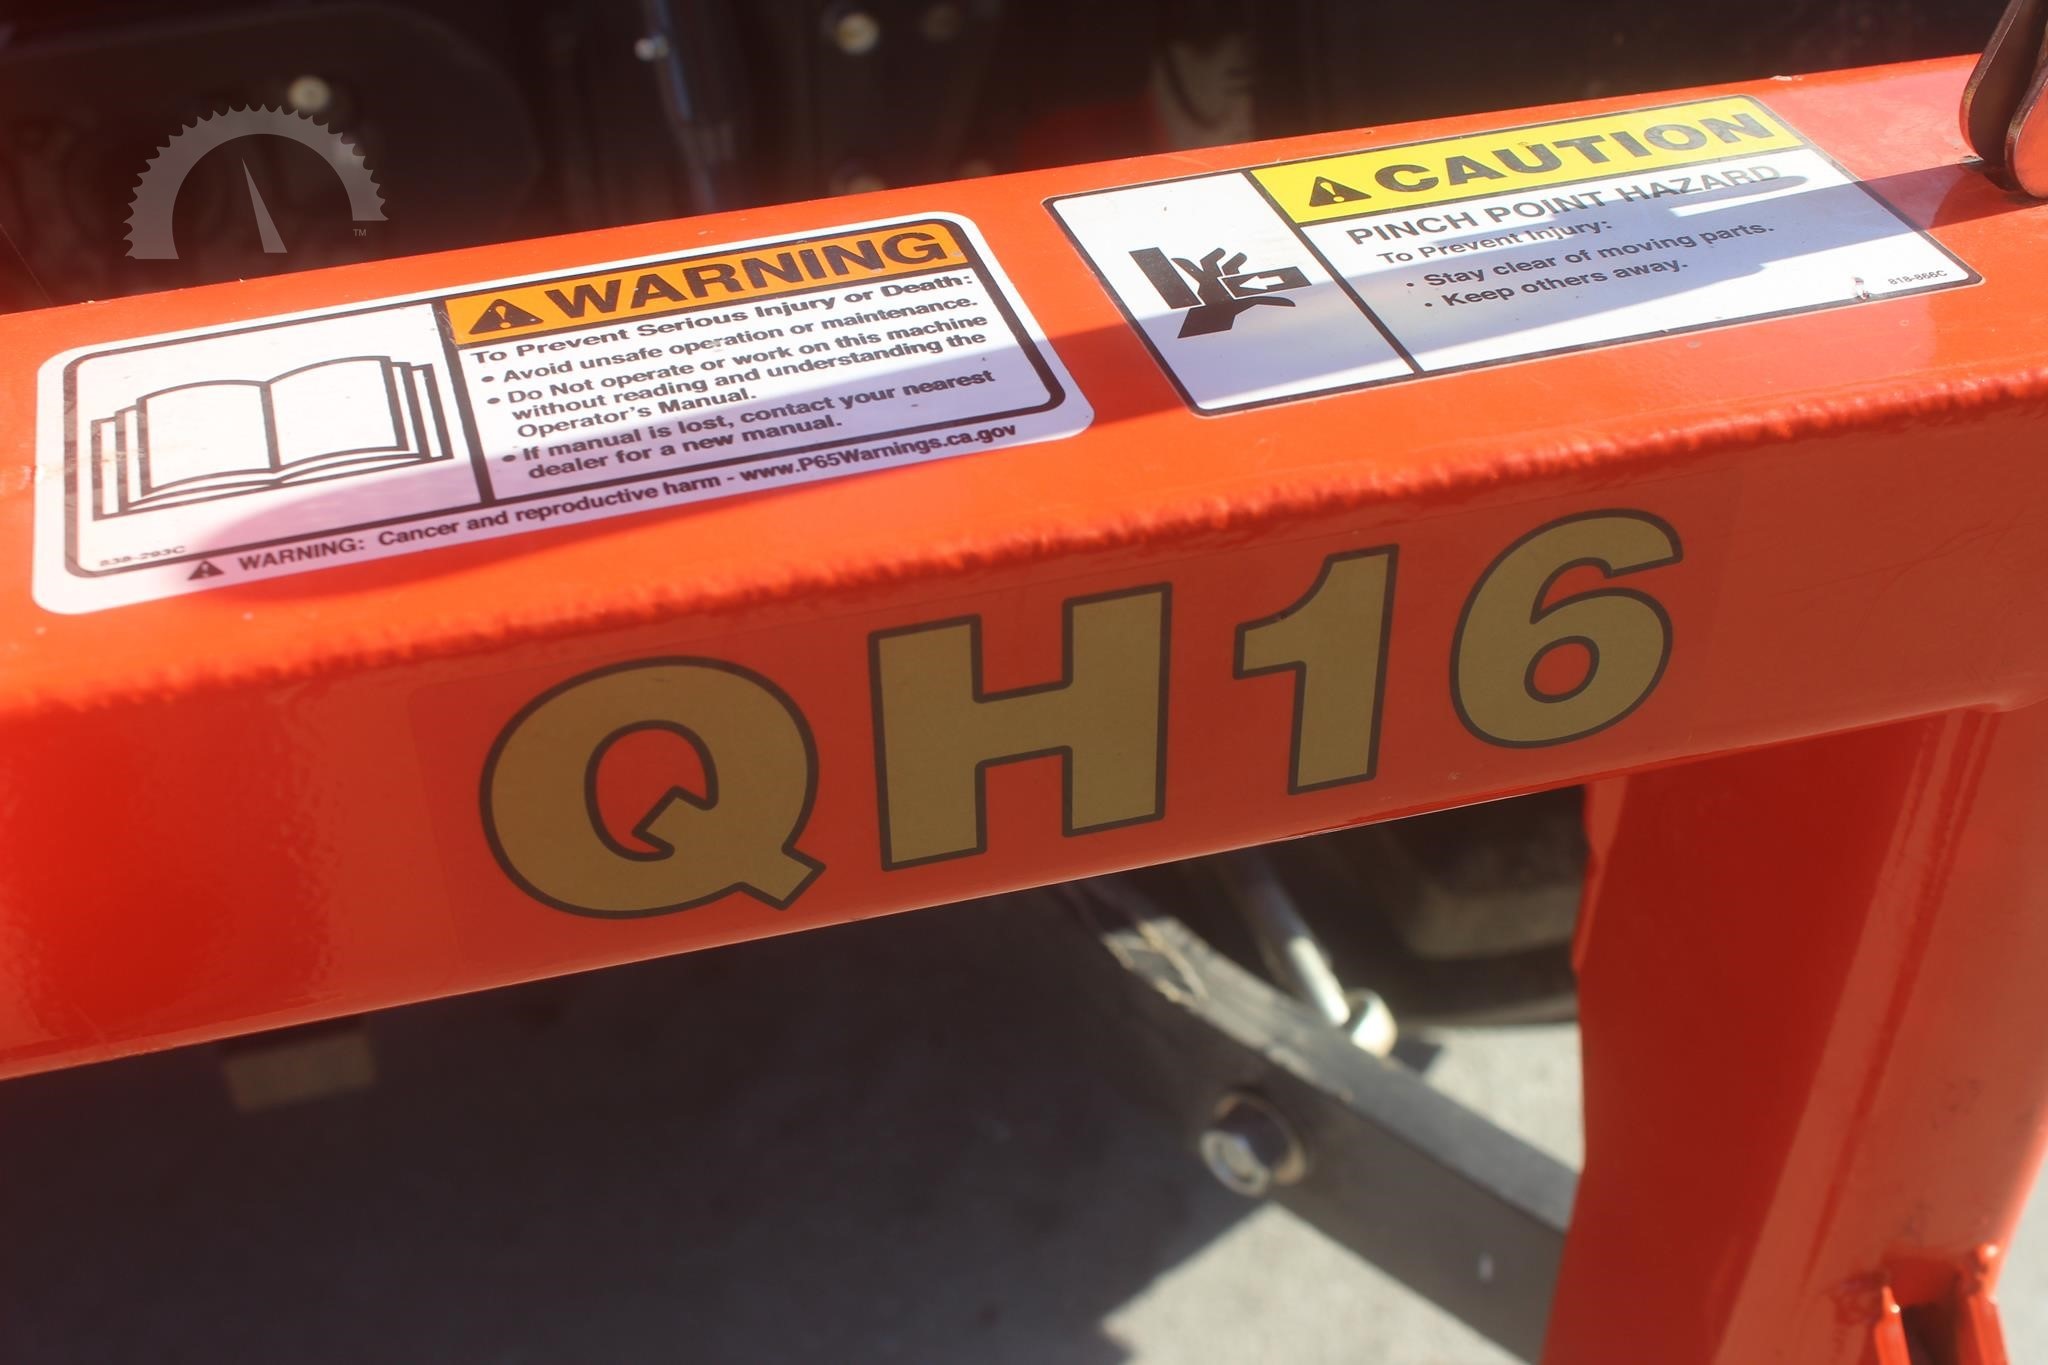 WARNING
To Prevent Serious Injury or Death:
• Avoid unsafe operation or maintenance.
• Do Not operate or work on this machine
without reading and understanding the
Operator's Manual.
• If manual is lost, contact your nearest
dealer for a new manual.
WARNING: Cancer and reproductive harm - www.P65Warnings.ca.gov
838-293C
CAUTION
PINCH POINT HAZARD
To Prevent Injury:
• Stay clear of moving parts.
• Keep others away.
818-866C
QH16
TM